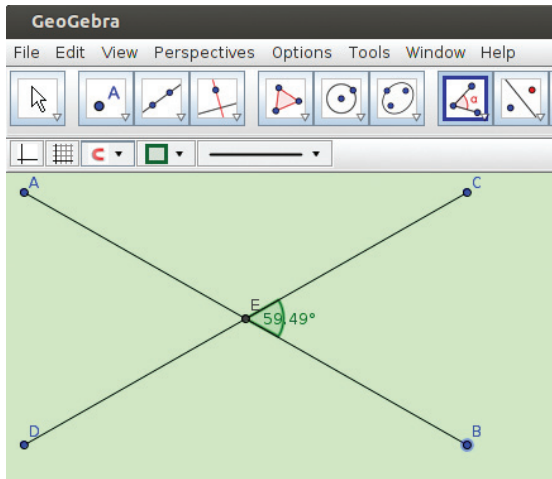 GeoGebra
File Edit View Perspectives Options Tools Window Help
A
α
A C
E
59.49°
D B